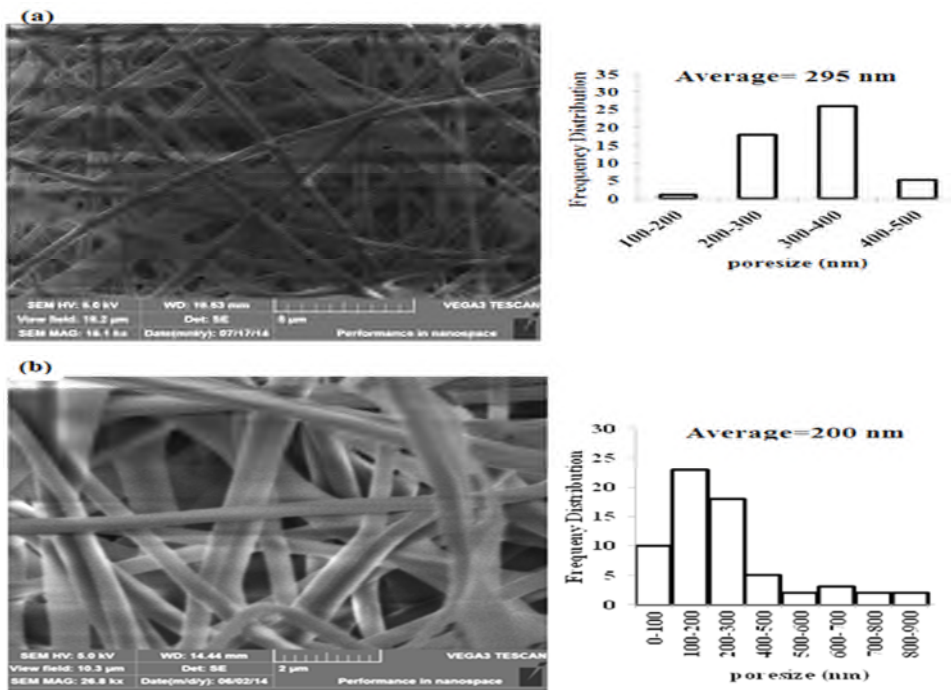 (a)
SEM HV: 5.0 kV WD: 16.53 mm VEGA3 TESCAN
View field: 18.2 µm Det: SE 5 µm
SEM MAG: 15.1 kx Date(m/d/y): 07/17/14 Performance in nanospace
Average= 295 nm
Frequency Distribution
35
30
25
20
15
10
5
0
100-200
200-300
300-400
400-500
poresize (nm)
(b)
SEM HV: 5.0 kV WD: 14.44 mm VEGA3 TESCAN
View field: 10.3 µm Det: SE 2 µm
SEM MAG: 26.8 kx Date(m/d/y): 06/02/14 Performance in nanospace
Average=200 nm
Frequeny Distribution
30
25
20
15
10
5
0
0-100
100-200
200-300
400-500
500-600
600-700
700-800
800-900
poresize (nm)